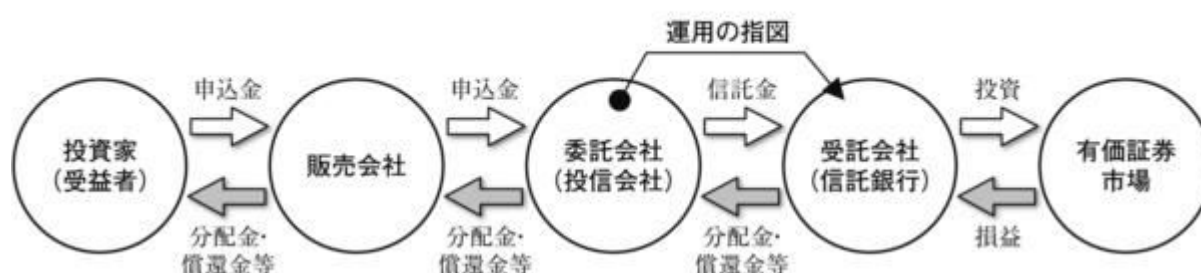 運用の指図
申込金
申込金
信託金
投資
投資家
(受益者)
販売会社
委託会社
(投信会社)
受託会社
(信託銀行)
有価証券
市場
分配金・
償還金等
分配金・
償還金等
分配金・
償還金等
損益